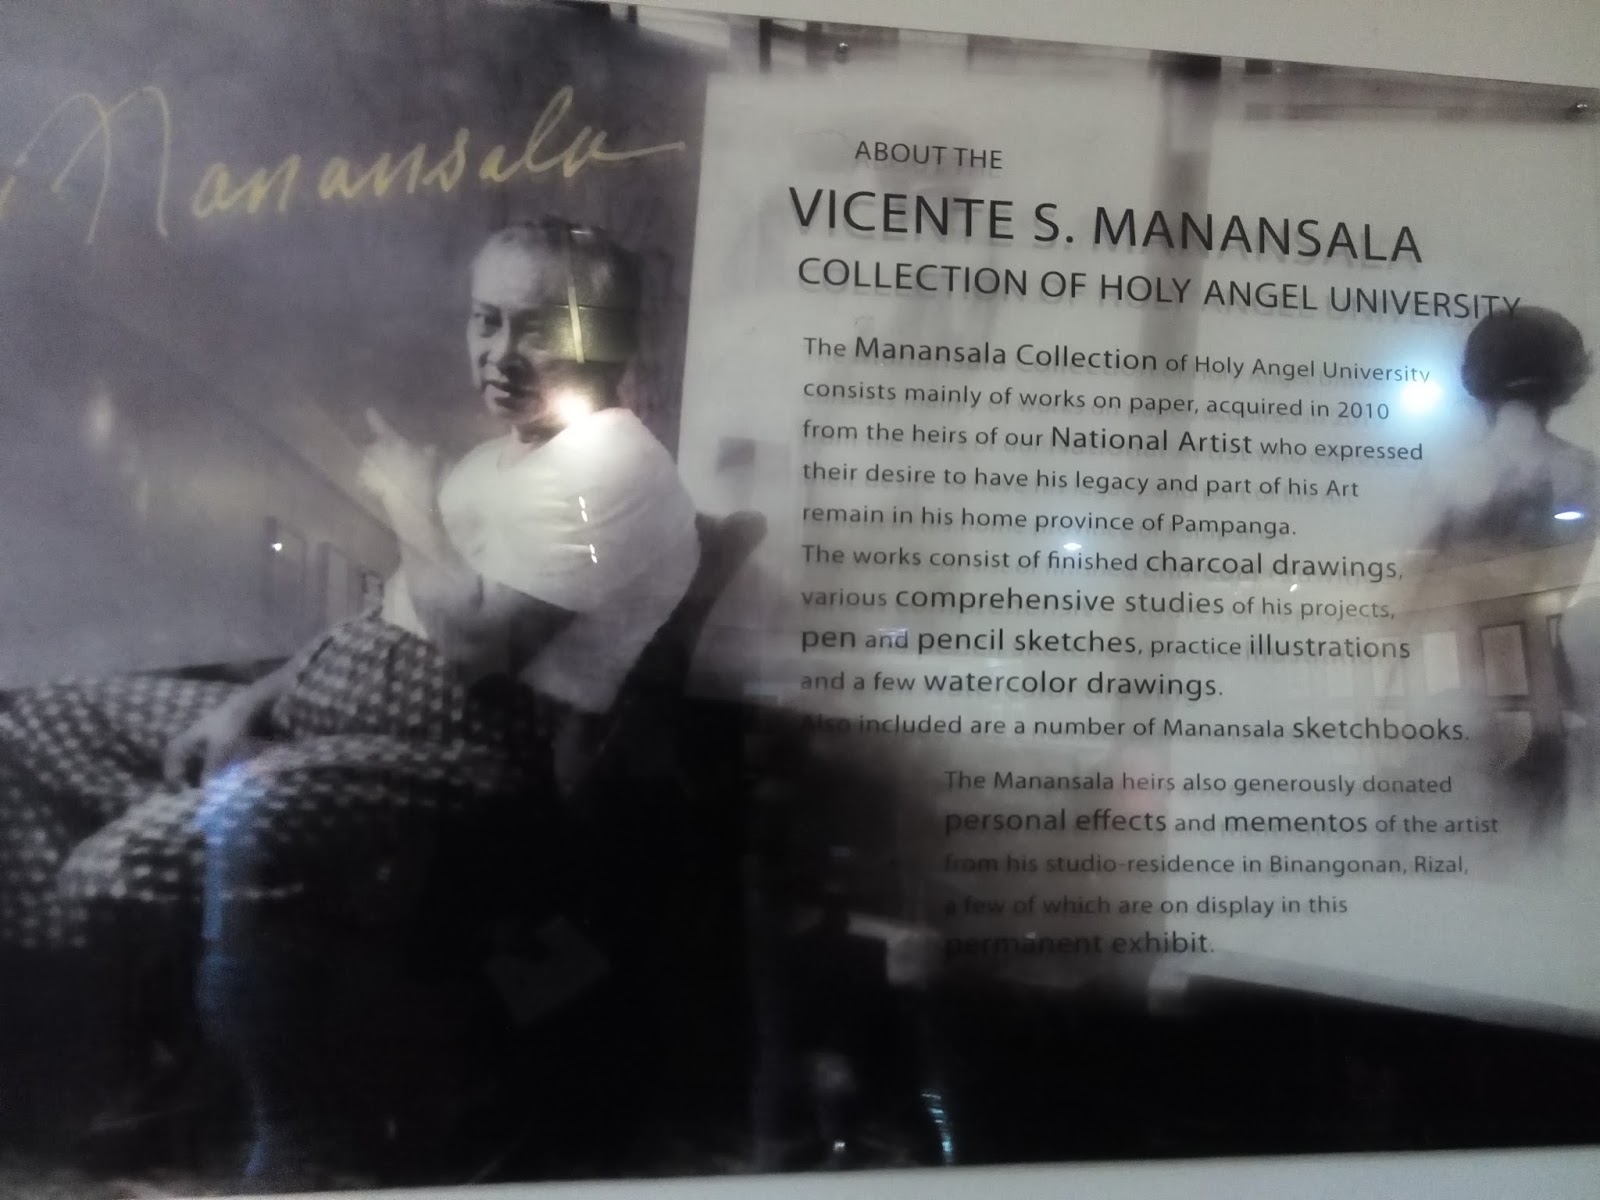 Manansala
ABOUT THE
VICENTE S. MANANSALA
COLLECTION OF HOLY ANGEL UNIVERSITY
The Manansala Collection of Holy Angel University
consists mainly of works on paper, acquired in 2010
from the heirs of our National Artist who expressed
their desire to have his legacy and part of his Art
remain in his home province of Pampanga.
The works consist of finished charcoal drawings,
various comprehensive studies of his projects,
pen and pencil sketches, practice illustrations
and a few watercolor drawings.
Also included are a number of Manansala sketchbooks.
The Manansala heirs also generously donated
personal effects and mementos of the artist
from his studio-residence in Binangonan, Rizal,
a few of which are on display in this
permanent exhibit.